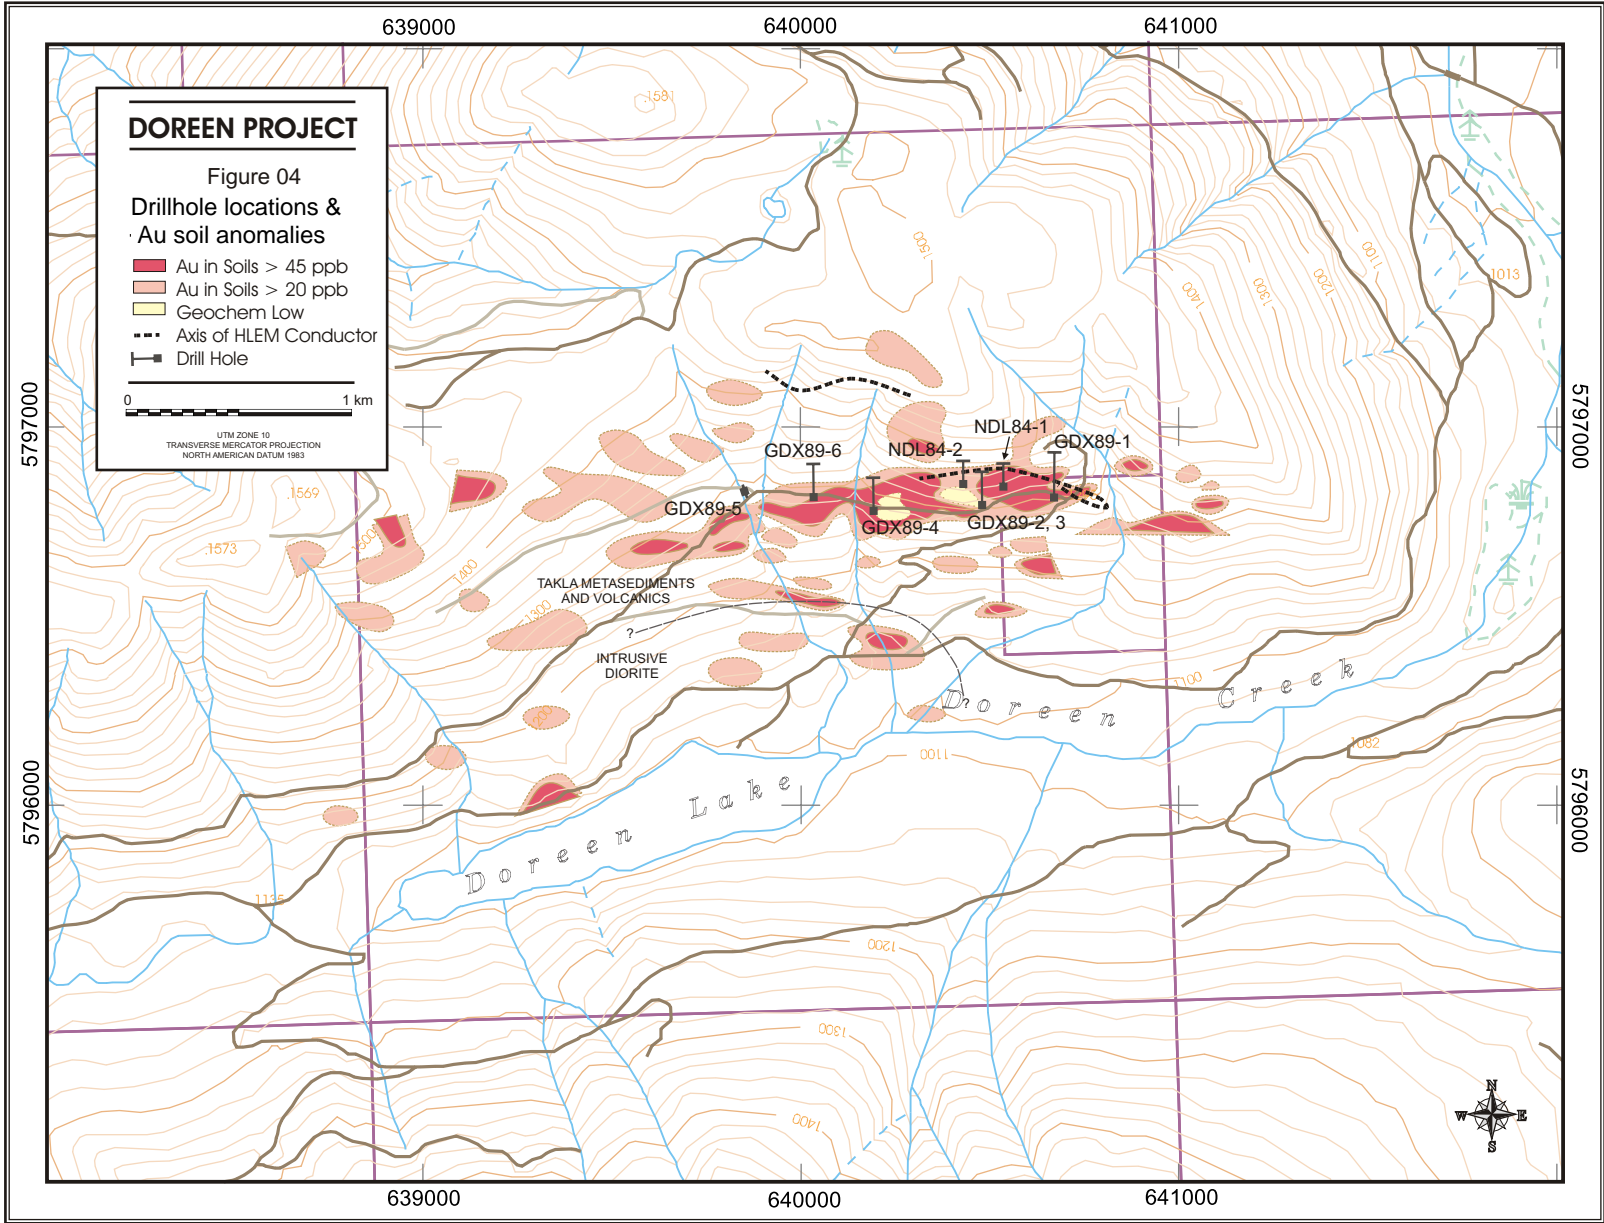 639000
640000
641000
DOREEN PROJECT
Figure 04
Drillhole locations &
Au soil anomalies
Au in Soils > 45 ppb
Au in Soils > 20 ppb
Geochem Low
Axis of HLEM Conductor
Drill Hole
0 1 km
UTM ZONE 10
TRANSVERSE MERCATOR PROJECTION
NORTH AMERICAN DATUM 1983
1581
1500
1400
1300
1200
1100
1013
5797000
5797000
NDL84-1
GDX89-6
NDL84-2
GDX89-1
1569
GDX89-5
GDX89-4
GDX89-2, 3
1573
1500
1400
TAKLA METASEDIMENTS
AND VOLCANICS
1300
?
INTRUSIVE
DIORITE
1100
Doreen Creek
?
1082
1100
5796000
5796000
Doreen Lake
1135
1200
1300
1400
N
W E
S
639000
640000
641000